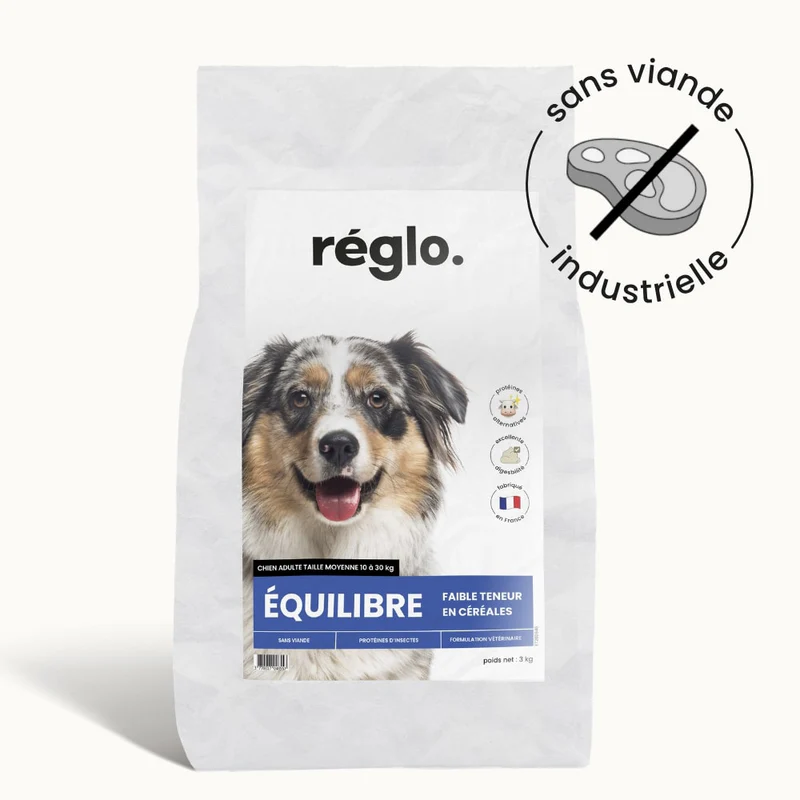 sans viande
industrielle
réglo.
protéines
alternatives
excellente
digestibilité
fabriqué
en France
CHIEN ADULTE TAILLE MOYENNE 10 à 30 kg
ÉQUILIBRE
FAIBLE TENEUR
EN CÉRÉALES
SANS VIANDE
PROTÉINES D'INSECTES
FORMULATION VÉTÉRINAIRE
poids net : 3 kg